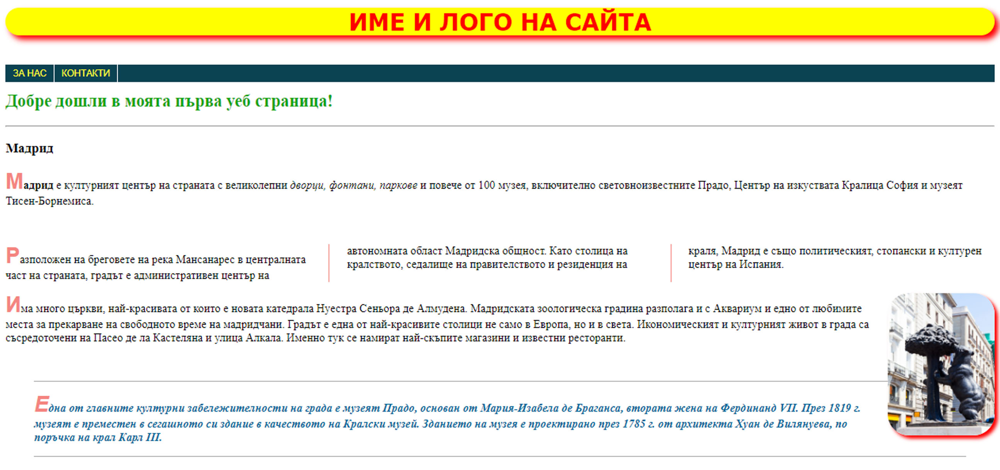 ИМЕ И ЛОГО НА САЙТА
ЗА НАС
КОНТАКТИ
Добре дошли в моята първа уеб страница!
Мадрид
Мадрид е културният център на страната с великолепни дворци, фонтани, паркове и повече от 100 музея, включително световноизвестните Прадо, Център на изкуствата Кралица София и музеят
Тисен-Борнемиса.
Разположен на бреговете на река Мансанарес в централната
част на страната, градът е административен център на
автономната област Мадридска общност. Като столица на
кралството, седалище на правителството и резиденция на
краля, Мадрид е също политическият, стопански и културен
център на Испания.
Има много църкви, най-красивата от които е новата катедрала Нуестра Сеньора де Алмудена. Мадридската зоологическа градина разполага и с Аквариум и едно от любимите
места за прекарване на свободното време на мадридчани. Градът е една от най-красивите столици не само в Европа, но и в света. Икономическият и културният живот в града са
съсредоточени на Пасео де ла Кастеляна и улица Алкала. Именно тук се намират най-скъпите магазини и известни ресторанти.
Една от главните културни забележителности на града е музеят Прадо, основан от Мария-Изабела де Браганса, втората жена на Фердинанд VII. През 1819 г.
музеят е преместен в сегашното си здание в качеството на Кралски музей. Зданието на музея е проектирано през 1785 г. от архитекта Хуан де Вилянуева, по
поръчка на крал Карл III.